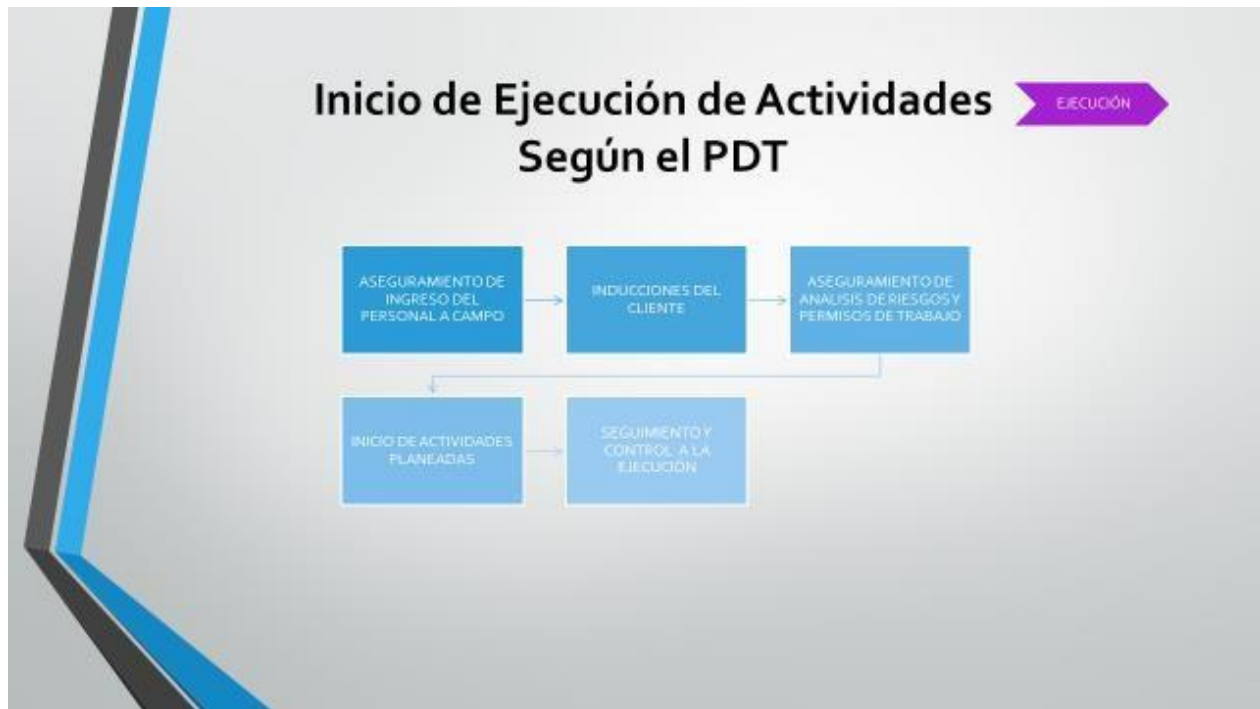 Inicio de Ejecución de Actividades
Según el PDT
EJECUCIÓN
ASEGURAMIENTO DE
INGRESO DEL
PERSONAL A CAMPO
INDUCCIONES DEL
CLIENTE
ASEGURAMIENTO DE
ANALISIS DE RIESGOS Y
PERMISOS DE TRABAJO
INICIO DE ACTIVIDADES
PLANEADAS
SEGUIMIENTO Y
CONTROL A LA
EJECUCIÓN